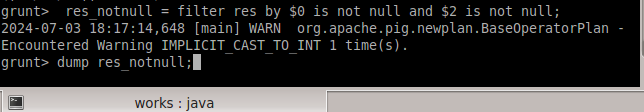 grunt>  res_notnull = filter res by $0 is not null and $2 is not null;
2024-07-03 18:17:14,648 [main] WARN  org.apache.pig.newplan.BaseOperatorPlan -
Encountered Warning IMPLICIT_CAST_TO_INT 1 time(s).
grunt> dump res_notnull;
works : java